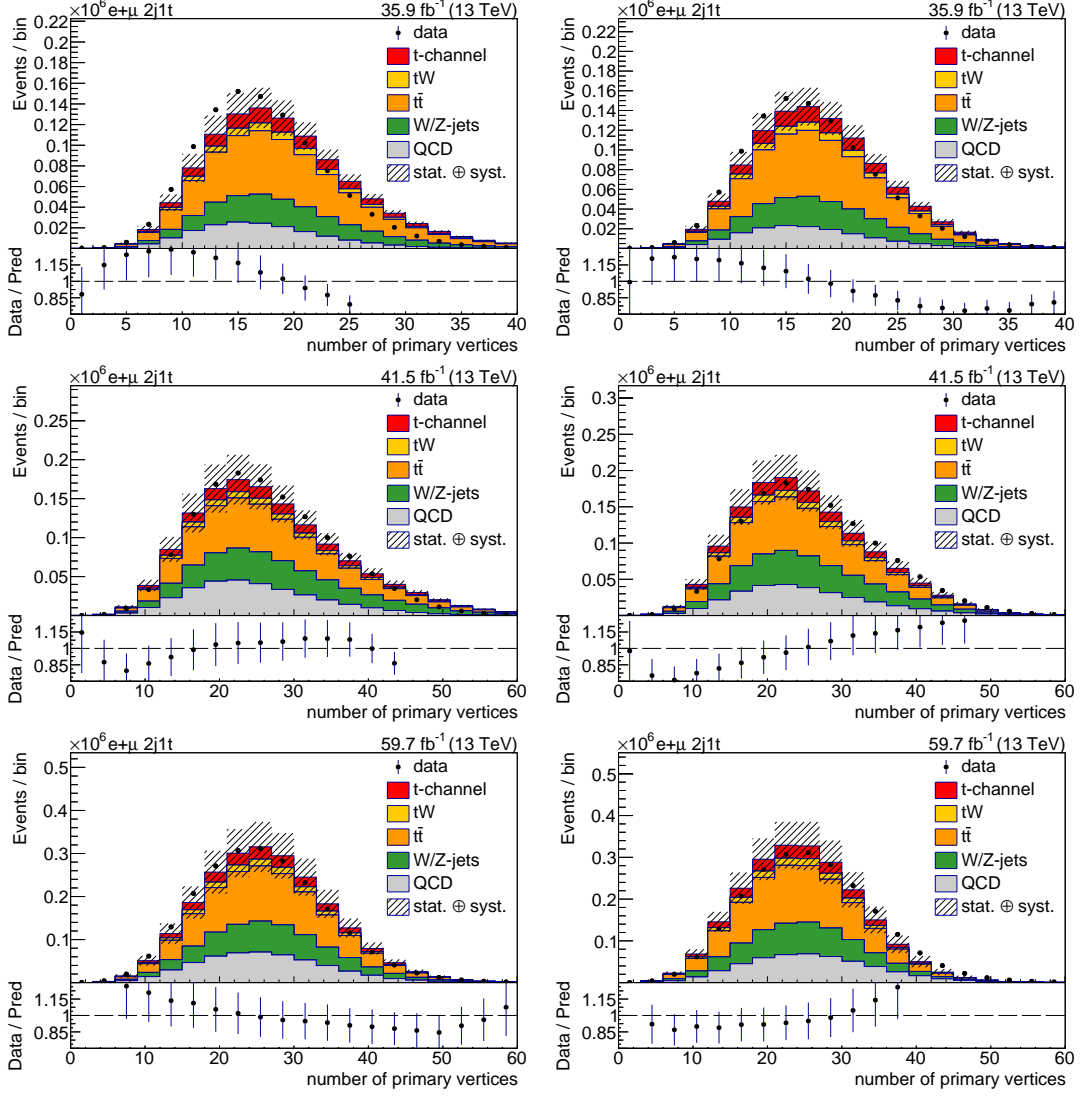 ×10⁶ e+μ 2j1t 35.9 fb⁻¹ (13 TeV)
Events / bin
0.22
0.2
0.18
0.16
0.14
0.12
0.1
0.08
0.06
0.04
0.02
data
t-channel
tW
tt̄
W/Z-jets
QCD
stat. ⊕ syst.
Data / Pred
1.15
1
0.85
0 5 10 15 20 25 30 35 40
number of primary vertices
×10⁶ e+μ 2j1t 35.9 fb⁻¹ (13 TeV)
Events / bin
0.22
0.2
0.18
0.16
0.14
0.12
0.1
0.08
0.06
0.04
0.02
data
t-channel
tW
tt̄
W/Z-jets
QCD
stat. ⊕ syst.
Data / Pred
1.15
1
0.85
0 5 10 15 20 25 30 35 40
number of primary vertices
×10⁶ e+μ 2j1t 41.5 fb⁻¹ (13 TeV)
Events / bin
0.25
0.2
0.15
0.1
0.05
data
t-channel
tW
tt̄
W/Z-jets
QCD
stat. ⊕ syst.
Data / Pred
1.15
1
0.85
0 10 20 30 40 50 60
number of primary vertices
×10⁶ e+μ 2j1t 41.5 fb⁻¹ (13 TeV)
Events / bin
0.3
0.25
0.2
0.15
0.1
0.05
data
t-channel
tW
tt̄
W/Z-jets
QCD
stat. ⊕ syst.
Data / Pred
1.15
1
0.85
0 10 20 30 40 50 60
number of primary vertices
×10⁶ e+μ 2j1t 59.7 fb⁻¹ (13 TeV)
Events / bin
0.5
0.4
0.3
0.2
0.1
data
t-channel
tW
tt̄
W/Z-jets
QCD
stat. ⊕ syst.
Data / Pred
1.15
1
0.85
0 10 20 30 40 50 60
number of primary vertices
×10⁶ e+μ 2j1t 59.7 fb⁻¹ (13 TeV)
Events / bin
0.5
0.4
0.3
0.2
0.1
data
t-channel
tW
tt̄
W/Z-jets
QCD
stat. ⊕ syst.
Data / Pred
1.15
1
0.85
0 10 20 30 40 50 60
number of primary vertices